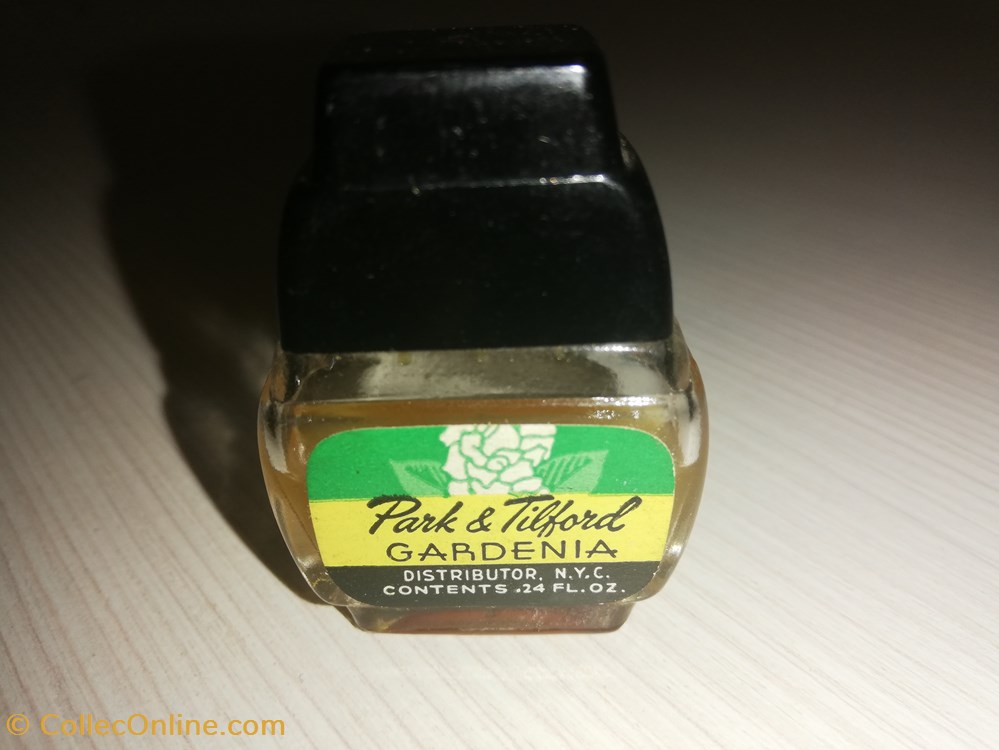 Park & Tilford
GARDENIA
DISTRIBUTOR, N.Y.C.
CONTENTS .24 FL. OZ.
© CollecOnline.com